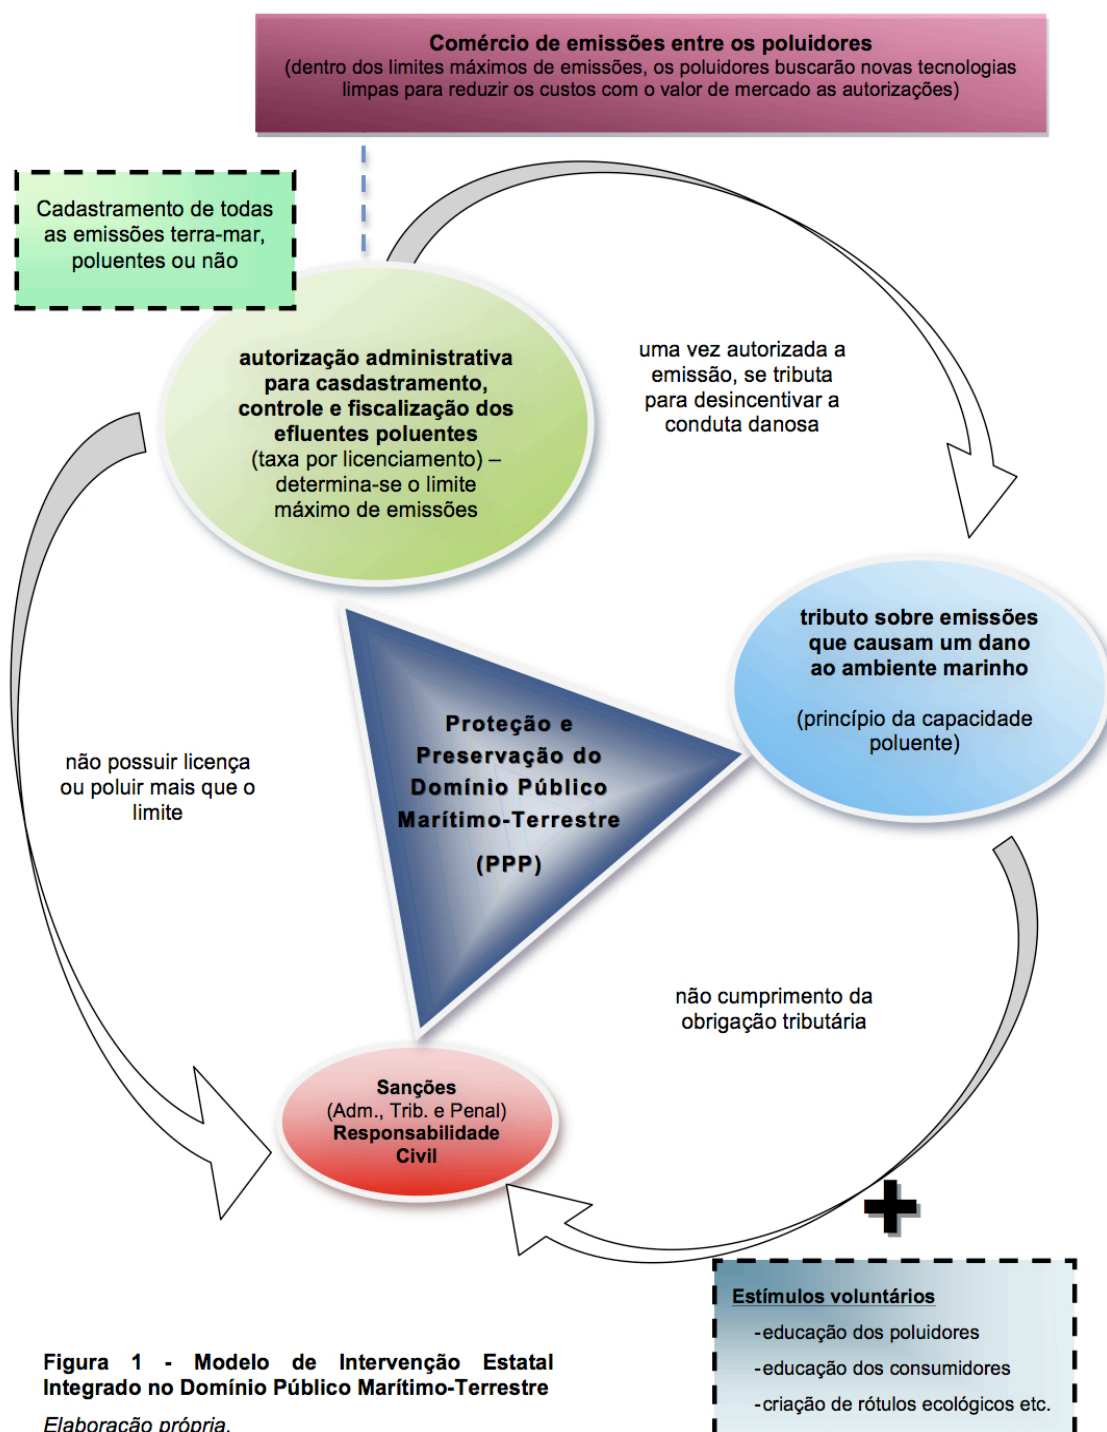 Comércio de emissões entre os poluidores
(dentro dos limites máximos de emissões, os poluidores buscarão novas tecnologias
limpas para reduzir os custos com o valor de mercado as autorizações)
Cadastramento de todas
as emissões terra-mar,
poluentes ou não
autorização administrativa
para casdastramento,
controle e fiscalização dos
efluentes poluentes
(taxa por licenciamento) –
determina-se o limite
máximo de emissões
uma vez autorizada a
emissão, se tributa
para desincentivar a
conduta danosa
tributo sobre emissões
que causam um dano
ao ambiente marinho
(princípio da capacidade
poluente)
Proteção e
Preservação do
Domínio Público
Marítimo-Terrestre
(PPP)
não possuir licença
ou poluir mais que o
limite
não cumprimento da
obrigação tributária
Sanções
(Adm., Trib. e Penal)
Responsabilidade
Civil
Estímulos voluntários
-educação dos poluidores
-educação dos consumidores
-criação de rótulos ecológicos etc.
Figura 1 - Modelo de Intervenção Estatal
Integrado no Domínio Público Marítimo-Terrestre
Elaboração própria.